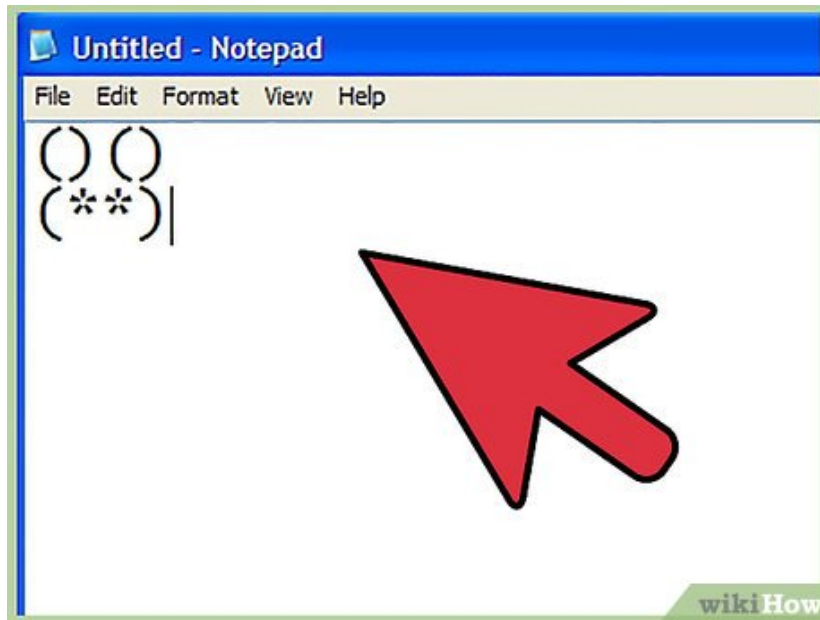 Untitled - Notepad
File Edit Format View Help
() ()
(**)
wikiHow